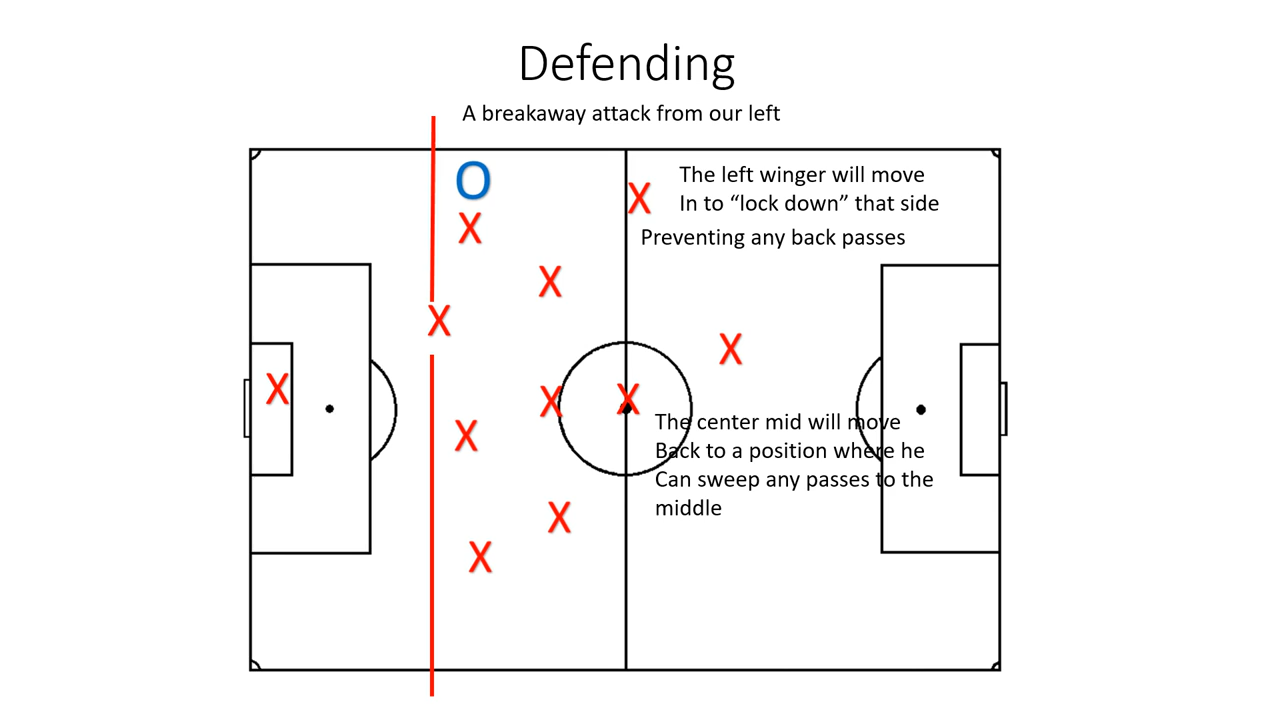 Defending
A breakaway attack from our left
O
X
The left winger will move
In to “lock down” that side
X
Preventing any back passes
X
X
X
X
X
X
X
The center mid will move
X
Back to a position where he
Can sweep any passes to the
middle
X
X